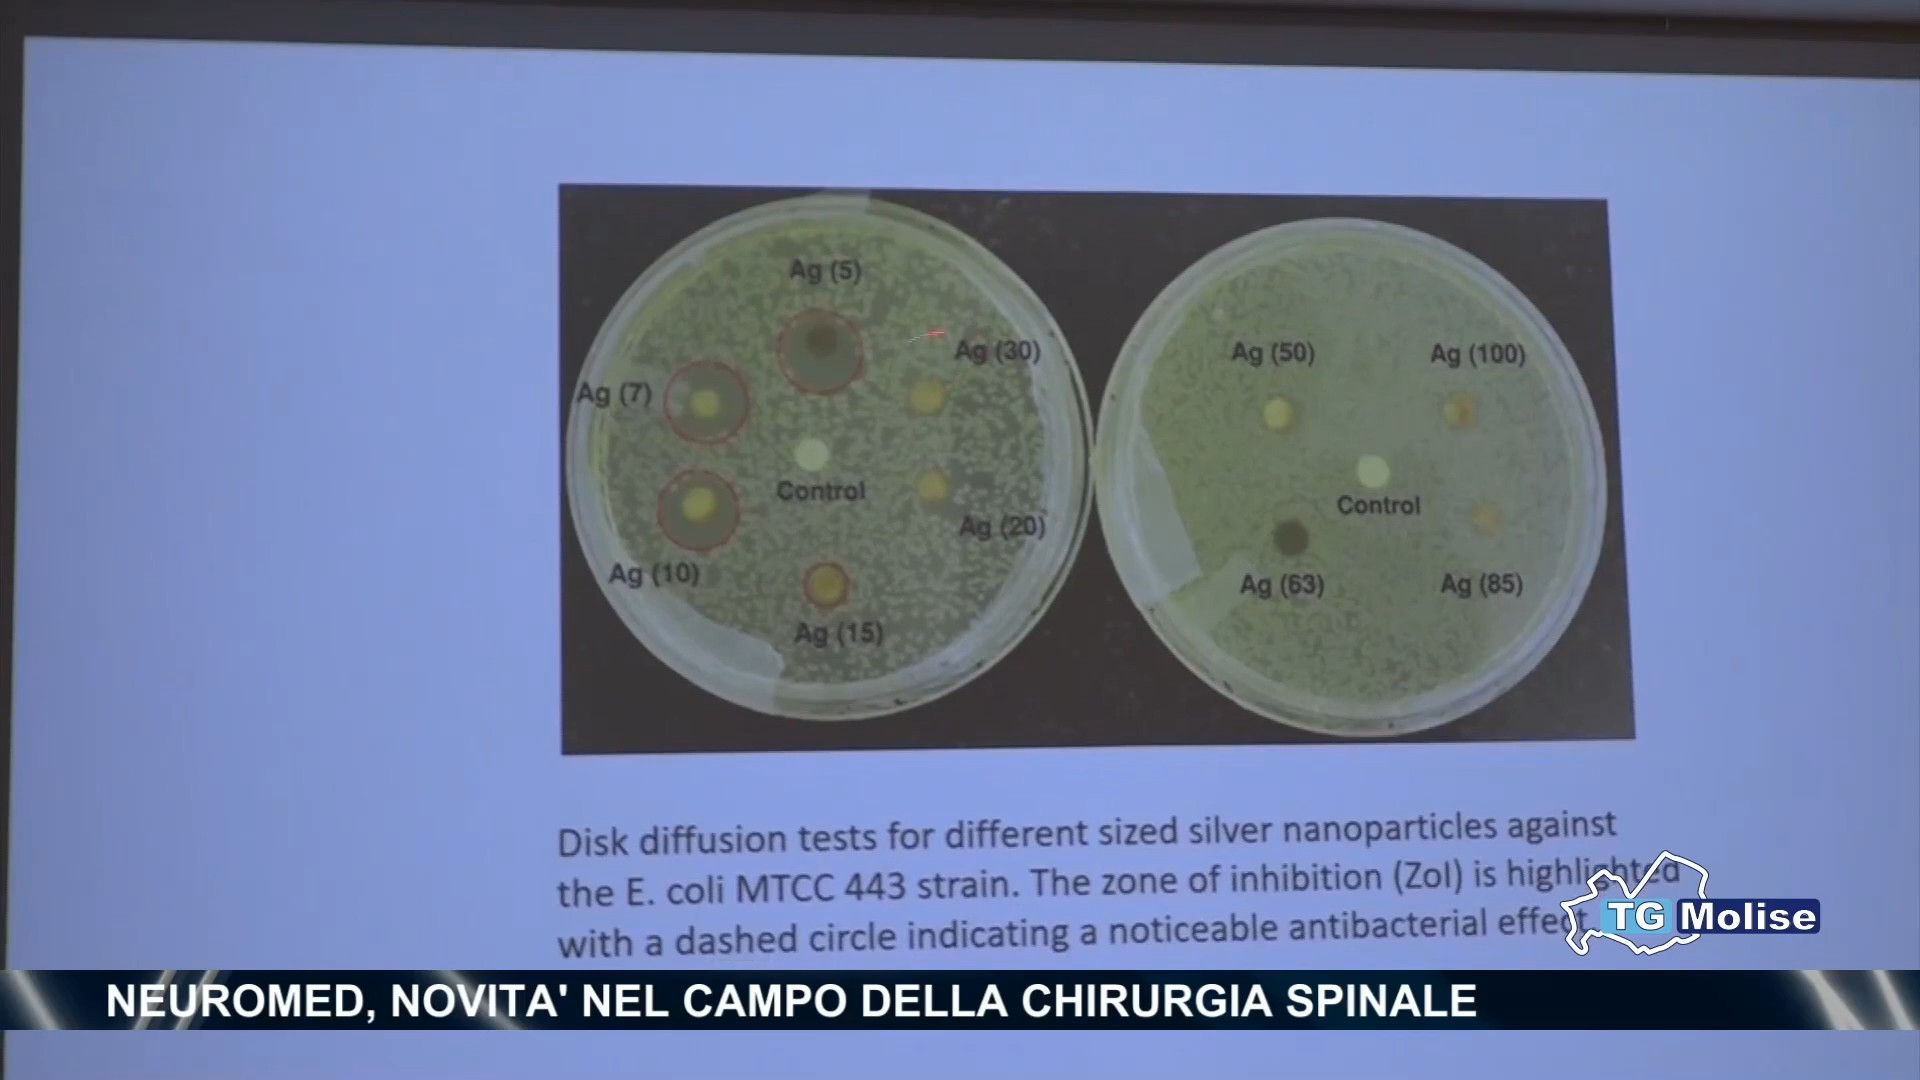 Ag (5)
Ag (30)
Ag (7)
Control
Ag (20)
Ag (10)
Ag (15)
Ag (50)
Ag (100)
Control
Ag (63)
Ag (85)
Disk diffusion tests for different sized silver nanoparticles against
the E. coli MTCC 443 strain. The zone of inhibition (ZoI) is highlighted
with a dashed circle indicating a noticeable antibacterial effect
TG Molise
NEUROMED, NOVITA' NEL CAMPO DELLA CHIRURGIA SPINALE